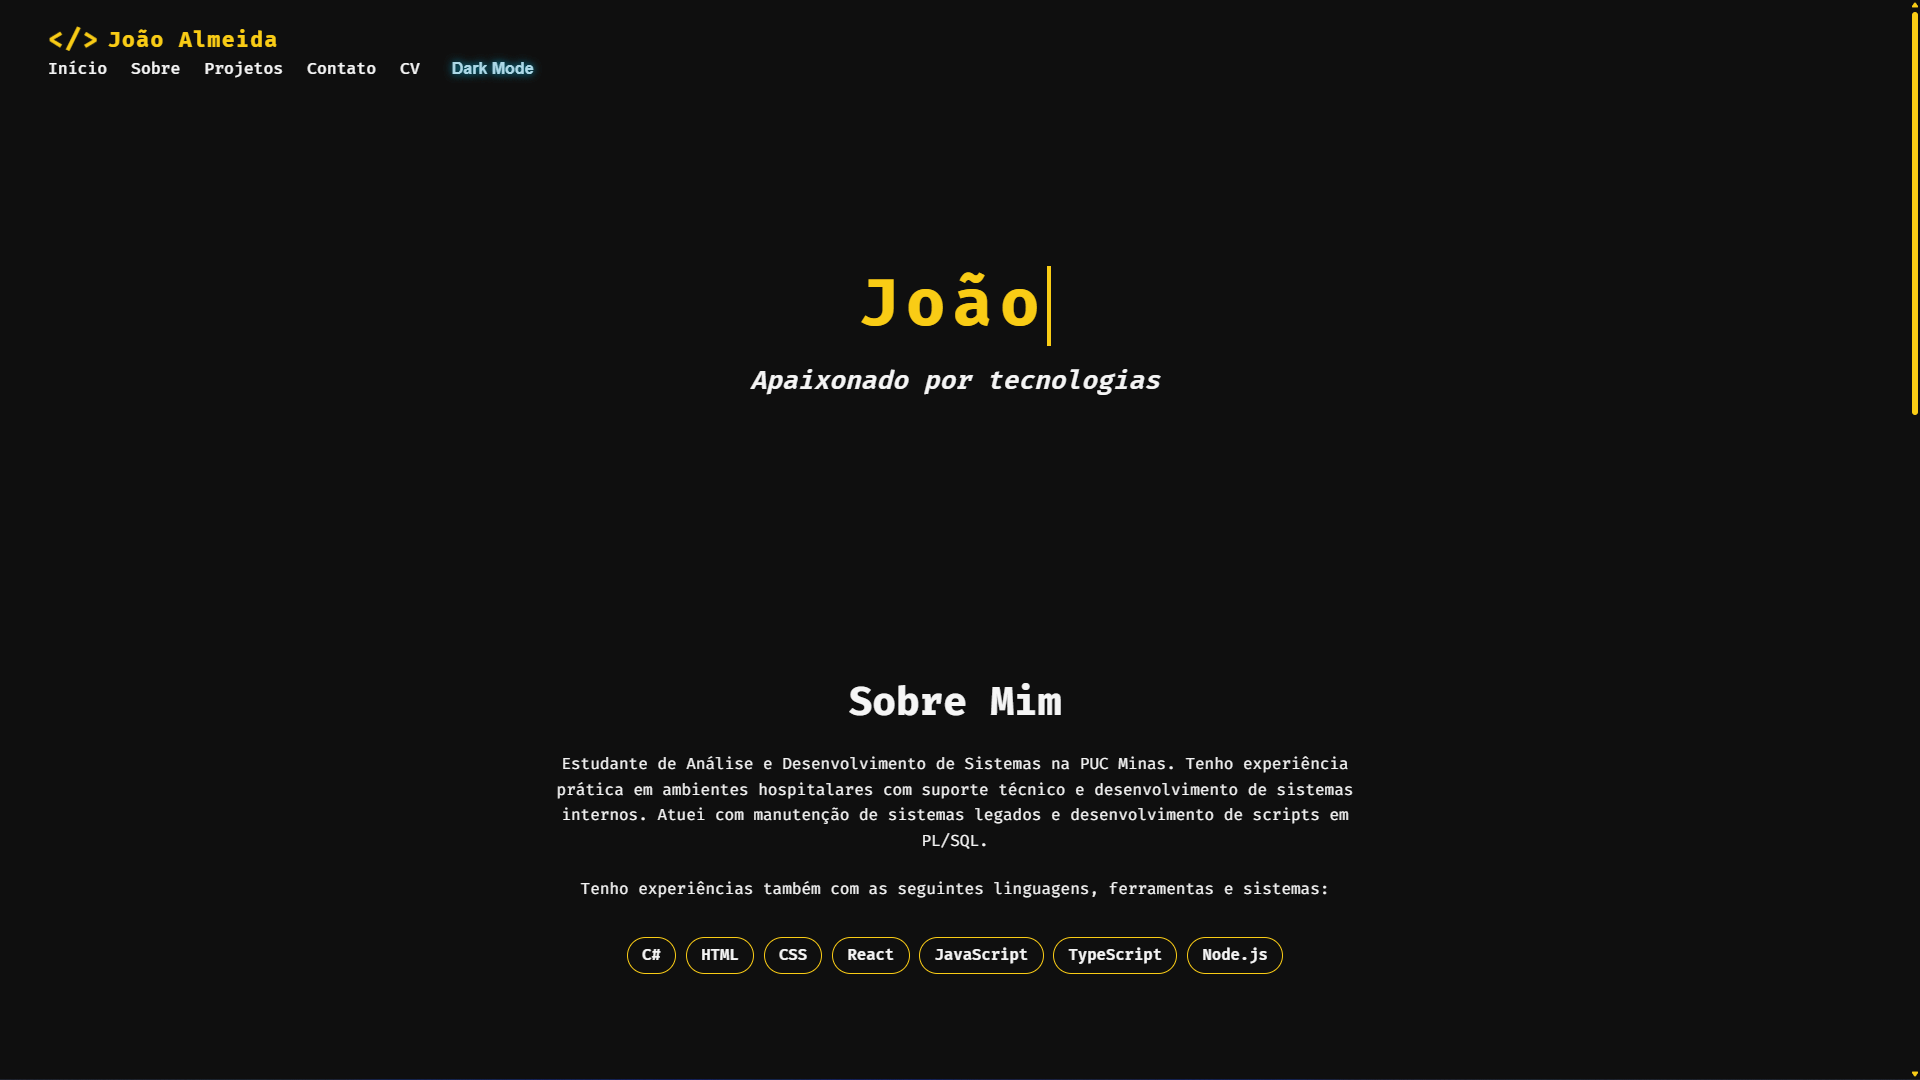 </> João Almeida
Início Sobre Projetos Contato CV Dark Mode
João
Apaixonado por tecnologias
Sobre Mim
Estudante de Análise e Desenvolvimento de Sistemas na PUC Minas. Tenho experiência
prática em ambientes hospitalares com suporte técnico e desenvolvimento de sistemas
internos. Atuei com manutenção de sistemas legados e desenvolvimento de scripts em
PL/SQL.
Tenho experiências também com as seguintes linguagens, ferramentas e sistemas:
C# HTML CSS React JavaScript TypeScript Node.js